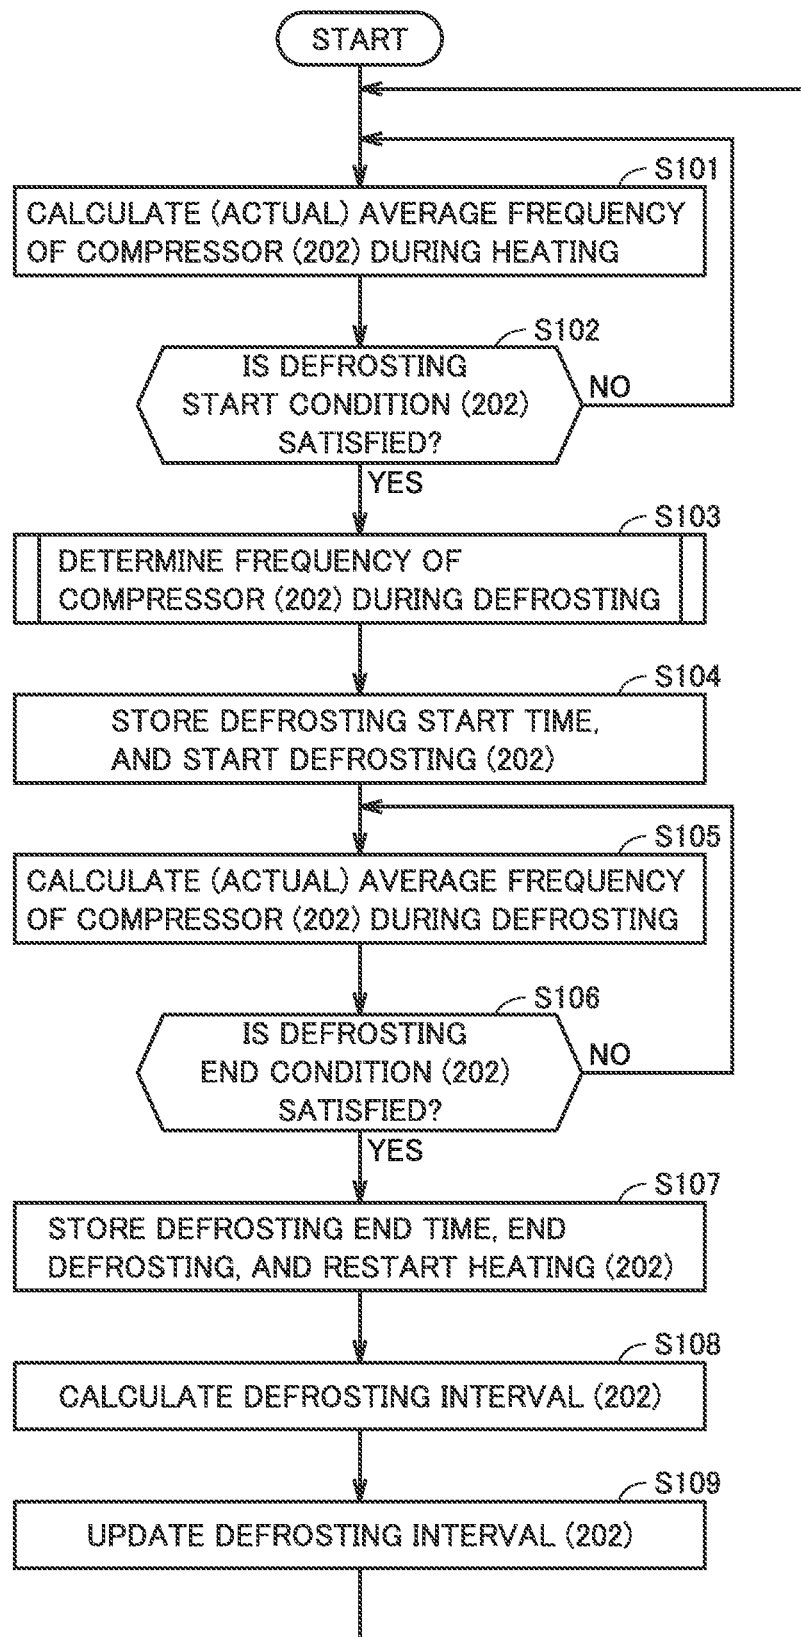 START
S101
CALCULATE (ACTUAL) AVERAGE FREQUENCY
OF COMPRESSOR (202) DURING HEATING
S102
IS DEFROSTING
START CONDITION (202)
SATISFIED?
NO
YES
S103
DETERMINE FREQUENCY OF
COMPRESSOR (202) DURING DEFROSTING
S104
STORE DEFROSTING START TIME,
AND START DEFROSTING (202)
S105
CALCULATE (ACTUAL) AVERAGE FREQUENCY
OF COMPRESSOR (202) DURING DEFROSTING
S106
IS DEFROSTING
END CONDITION (202)
SATISFIED?
NO
YES
S107
STORE DEFROSTING END TIME, END
DEFROSTING, AND RESTART HEATING (202)
S108
CALCULATE DEFROSTING INTERVAL (202)
S109
UPDATE DEFROSTING INTERVAL (202)